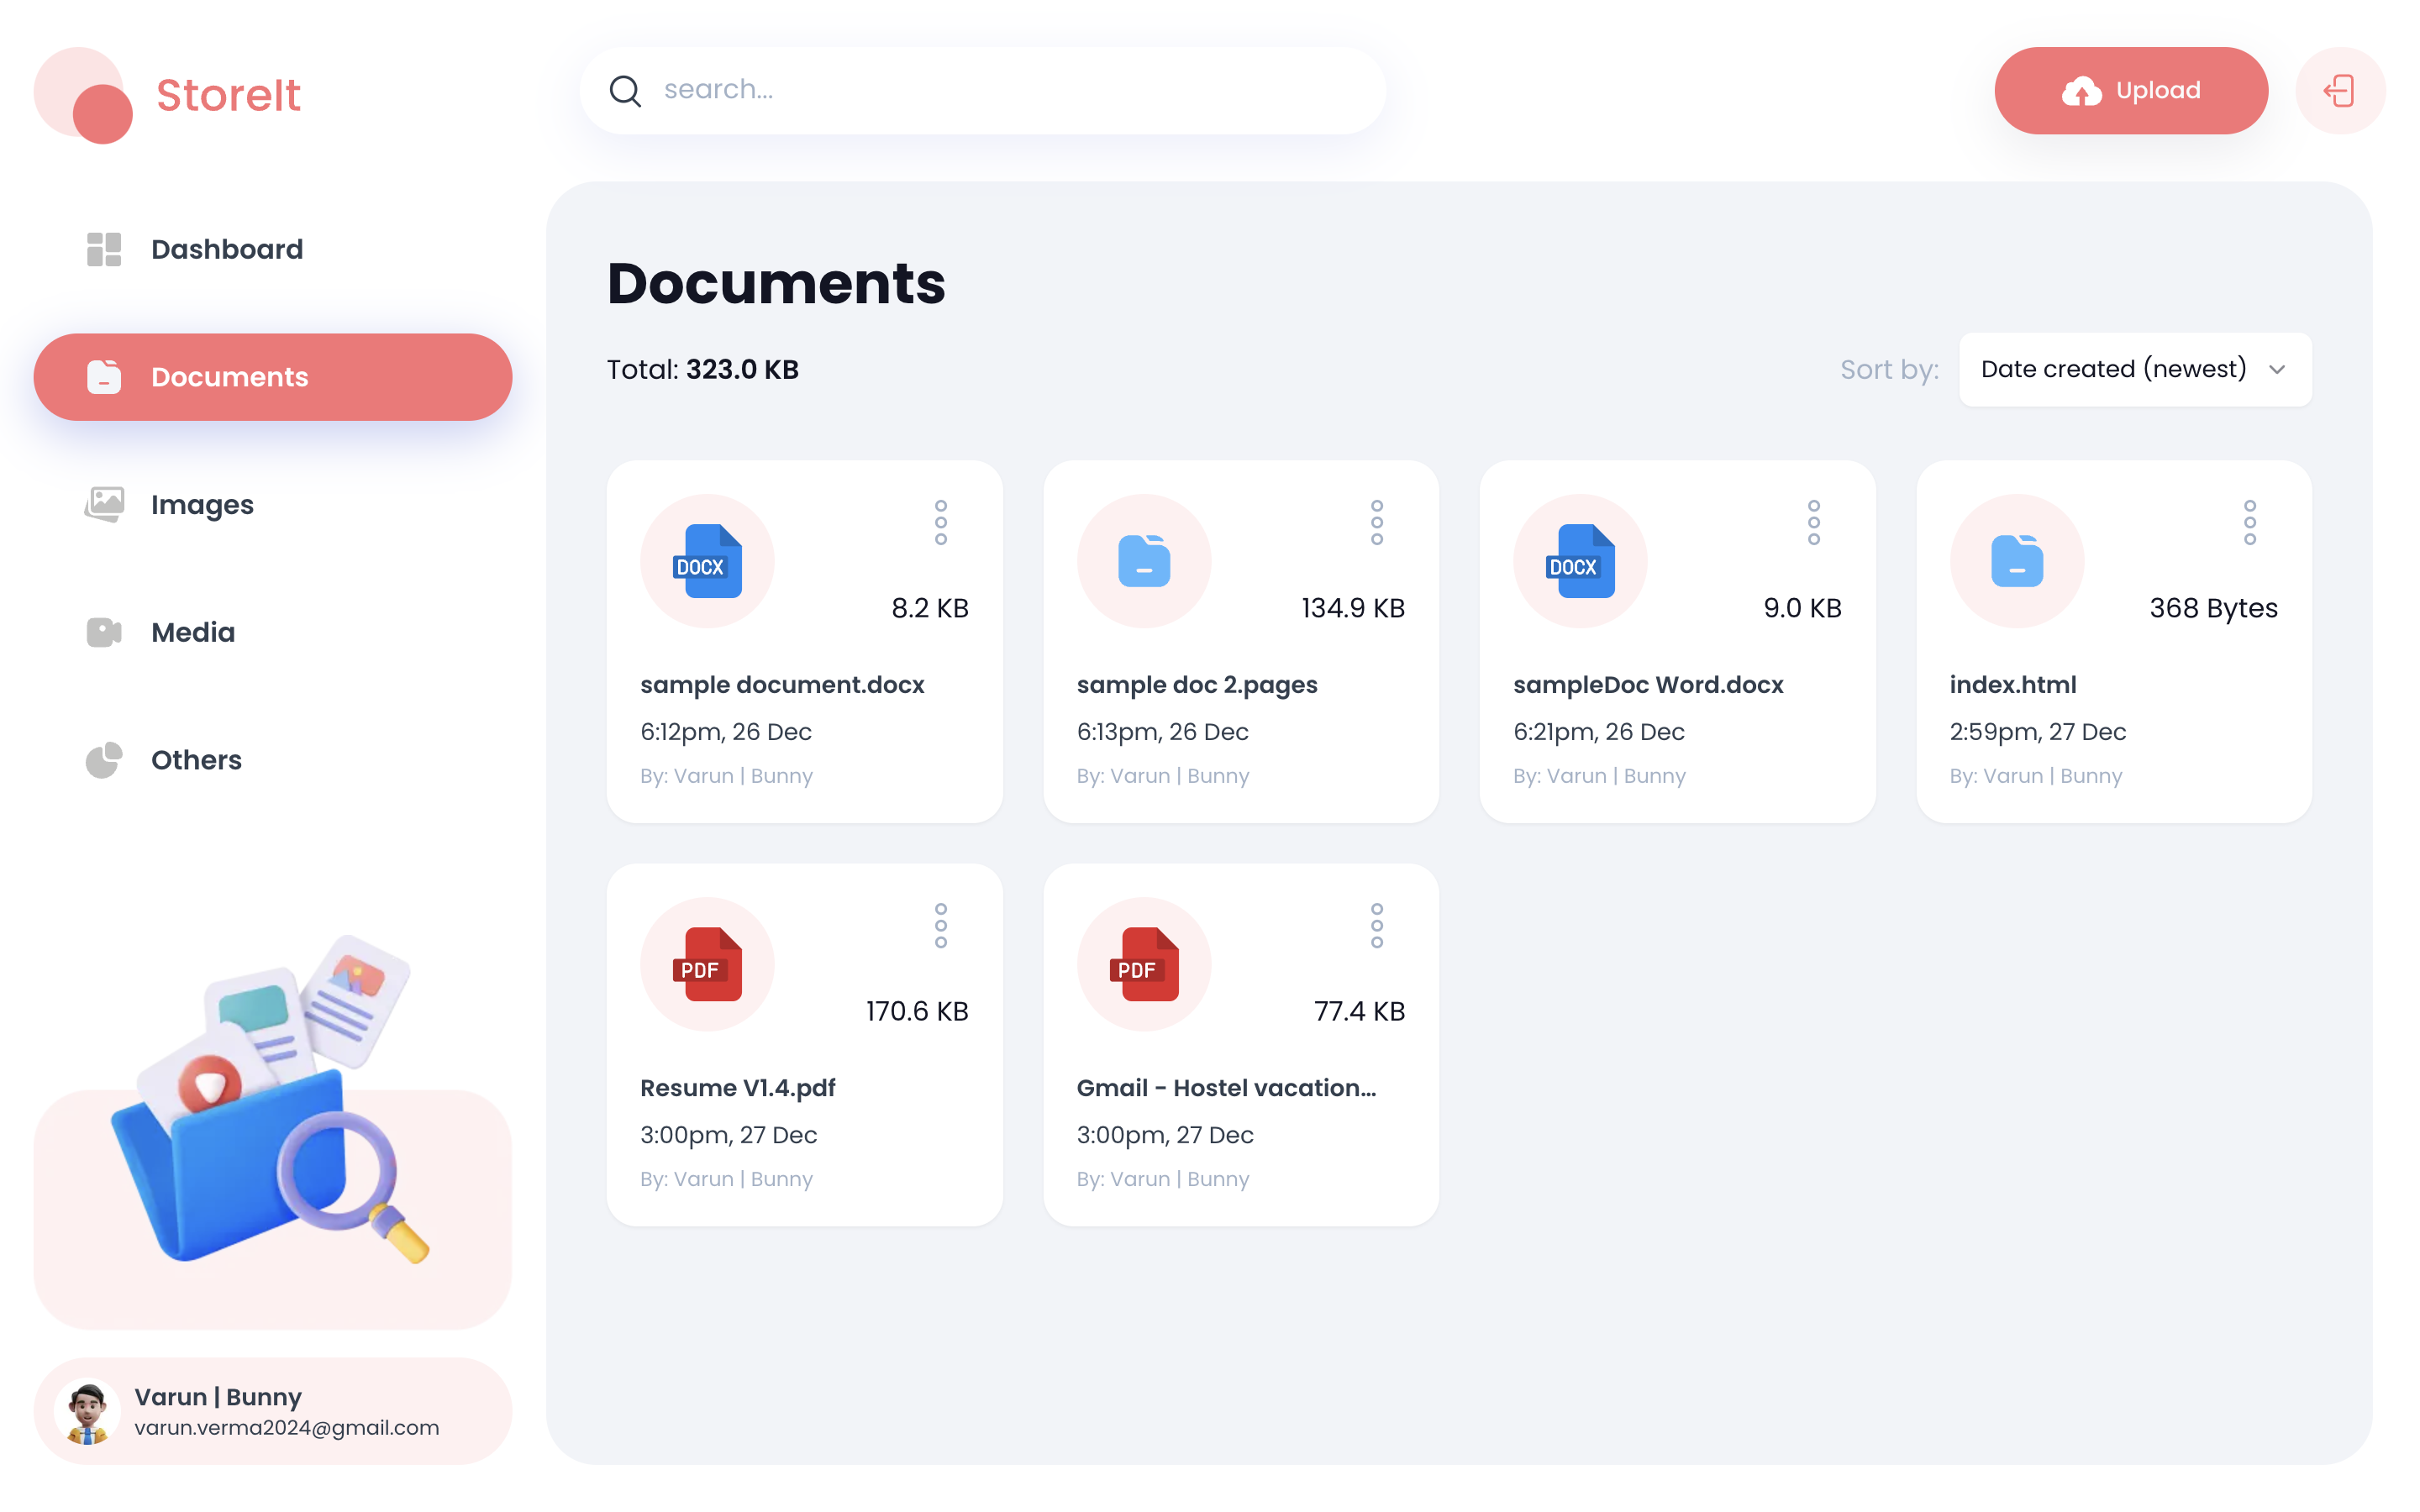 StoreIt
search...
Upload
Dashboard
Documents
Images
Media
Others
Varun | Bunny
varun.verma2024@gmail.com
Documents
Total: 323.0 KB
Sort by:
Date created (newest)
DOCX
8.2 KB
sample document.docx
6:12pm, 26 Dec
By: Varun | Bunny
134.9 KB
sample doc 2.pages
6:13pm, 26 Dec
By: Varun | Bunny
DOCX
9.0 KB
sampleDoc Word.docx
6:21pm, 26 Dec
By: Varun | Bunny
368 Bytes
index.html
2:59pm, 27 Dec
By: Varun | Bunny
PDF
170.6 KB
Resume V1.4.pdf
3:00pm, 27 Dec
By: Varun | Bunny
PDF
77.4 KB
Gmail - Hostel vacation...
3:00pm, 27 Dec
By: Varun | Bunny